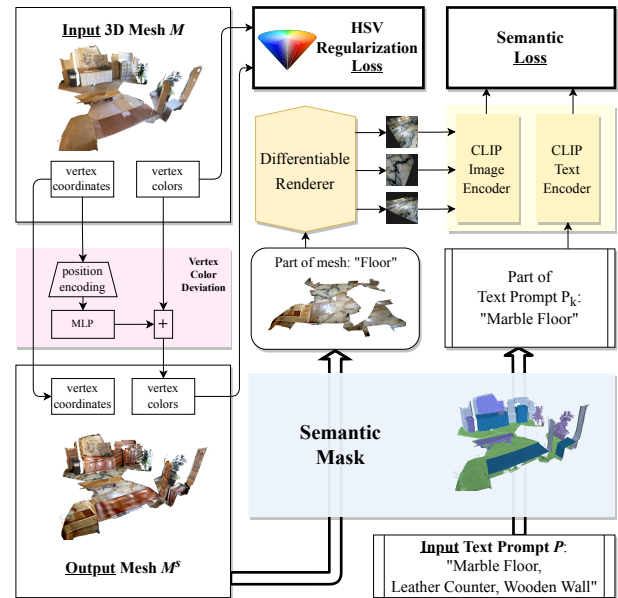 Input 3D Mesh M
vertex
coordinates
vertex
colors
HSV
Regularization
Loss
Semantic
Loss
Differentiable
Renderer
CLIP
Image
Encoder
CLIP
Text
Encoder
position
encoding
MLP
+
Vertex
Color
Deviation
Part of mesh: "Floor"
Part of
Text Prompt Pk:
"Marble Floor"
vertex
coordinates
vertex
colors
Output Mesh Ms
Semantic
Mask
Input Text Prompt P:
"Marble Floor,
Leather Counter, Wooden Wall"